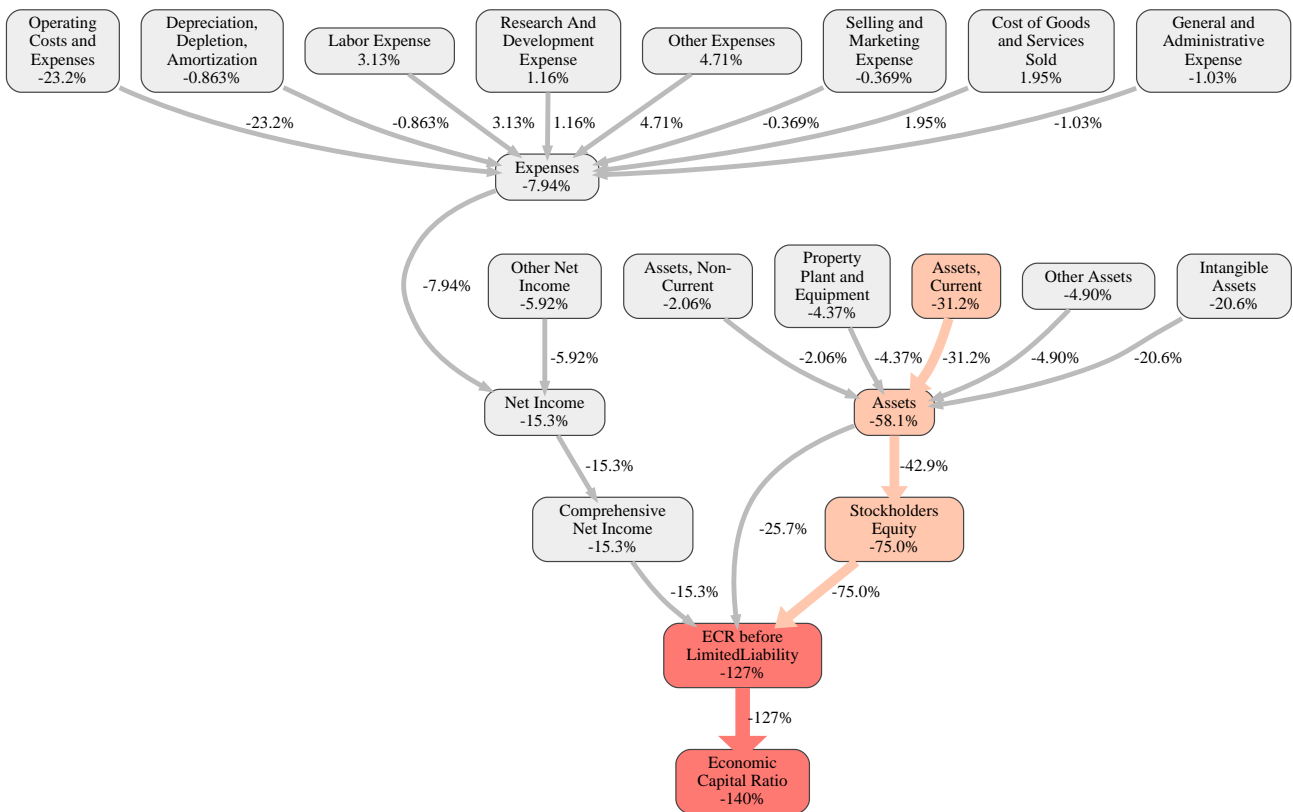 Operating
Costs and
Expenses
-23.2%
Depreciation,
Depletion,
Amortization
-0.863%
Labor Expense
3.13%
Research And
Development
Expense
1.16%
Other Expenses
4.71%
Selling and
Marketing
Expense
-0.369%
Cost of Goods
and Services
Sold
1.95%
General and
Administrative
Expense
-1.03%
-23.2%
-0.863%
3.13%
1.16%
4.71%
-0.369%
1.95%
-1.03%
Expenses
-7.94%
-7.94%
Other Net
Income
-5.92%
Assets, Non-
Current
-2.06%
Property
Plant and
Equipment
-4.37%
Assets,
Current
-31.2%
Other Assets
-4.90%
Intangible
Assets
-20.6%
-5.92%
-2.06%
-4.37%
-31.2%
-4.90%
-20.6%
Net Income
-15.3%
Assets
-58.1%
-15.3%
-42.9%
Comprehensive
Net Income
-15.3%
-25.7%
Stockholders
Equity
-75.0%
-15.3%
-75.0%
ECR before
LimitedLiability
-127%
-127%
Economic
Capital Ratio
-140%